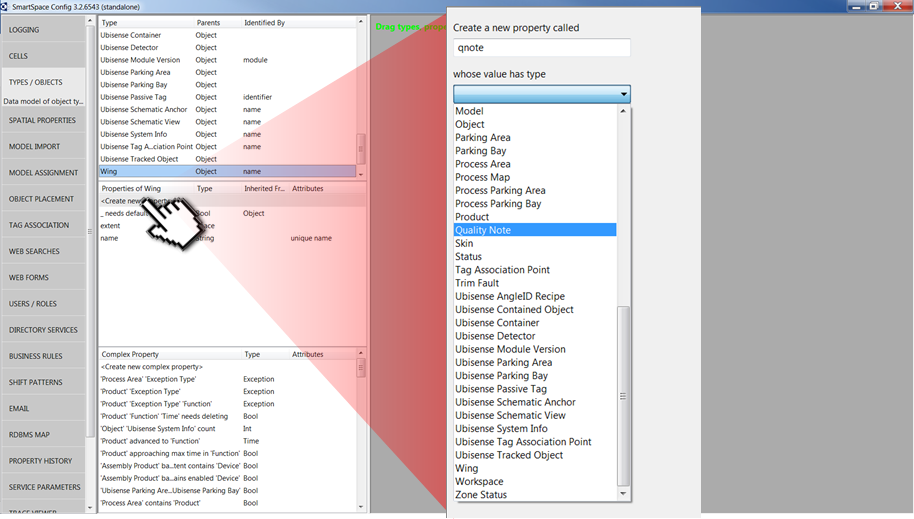 SmartSpace Config 3.2.6543 (standalone)
LOGGING
CELLS
TYPES / OBJECTS
Data model of object ty...
SPATIAL PROPERTIES
MODEL IMPORT
MODEL ASSIGNMENT
OBJECT PLACEMENT
TAG ASSOCIATION
WEB SEARCHES
WEB FORMS
USERS / ROLES
DIRECTORY SERVICES
BUSINESS RULES
SHIFT PATTERNS
EMAIL
RDBMS MAP
PROPERTY HISTORY
SERVICE PARAMETERS
TRACE VIEWER
Type Parents Identified By
Ubisense Container Object
Ubisense Detector Object
Ubisense Module Version Object module
Ubisense Parking Area Object
Ubisense Parking Bay Object
Ubisense Passive Tag Object identifier
Ubisense Schematic Anchor Object name
Ubisense Schematic View Object name
Ubisense System Info Object name
Ubisense Tag A...ciation Point Object name
Ubisense Tracked Object Object
Wing Object name
Properties of Wing Type Inherited Fr... Attributes
<Create new
_ needs default Bool Object
extent
name String unique name
Complex Property Type Attributes
<Create new complex property>
'Process Area' 'Exception Type' Exception
'Product' 'Exception Type' Exception
'Product' 'Exception Type' 'Function' Exception
'Product' 'Function' 'Time' needs deleting Bool
'Object' 'Ubisense System Info' count Int
'Product' advanced to 'Function' Time
'Product' approaching max time in 'Function' Bool
'Assembly Product' ba...tent contains 'Device' Bool
'Assembly Product' ba...ains enabled 'Device' Bool
'Ubisense Parking Are...Ubisense Parking Bay' Bool
'Process Area' contains 'Product' Bool
Drag types,
Create a new property called
qnote
whose value has type
Model
Object
Parking Area
Parking Bay
Process Area
Process Map
Process Parking Area
Process Parking Bay
Product
Quality Note
Skin
Status
Tag Association Point
Trim Fault
Ubisense AngleID Recipe
Ubisense Contained Object
Ubisense Container
Ubisense Detector
Ubisense Module Version
Ubisense Parking Area
Ubisense Parking Bay
Ubisense Passive Tag
Ubisense Schematic Anchor
Ubisense Schematic View
Ubisense System Info
Ubisense Tag Association Point
Ubisense Tracked Object
Wing
Workspace
Zone Status